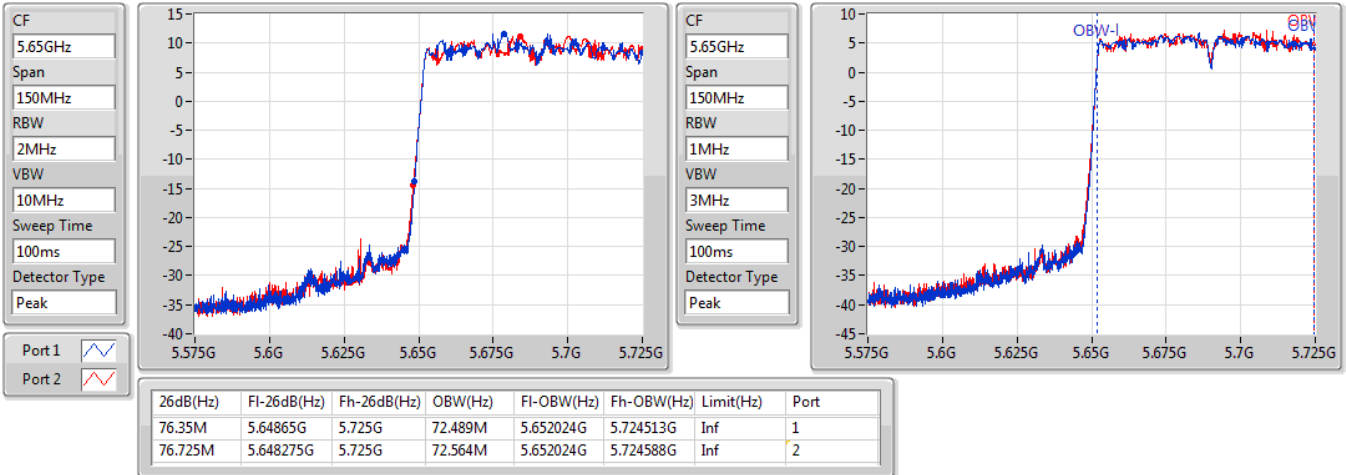 CF
5.65GHz
Span
150MHz
RBW
2MHz
VBW
10MHz
Sweep Time
100ms
Detector Type
Peak
Port 1
Port 2
15
10
5
0
-5
-10
-15
-20
-25
-30
-35
-40
5.575G 5.6G 5.625G 5.65G 5.675G 5.7G 5.725G
CF
5.65GHz
Span
150MHz
RBW
1MHz
VBW
3MHz
Sweep Time
100ms
Detector Type
Peak
10
5
0
-5
-10
-15
-20
-25
-30
-35
-40
-45
OBW-l
5.575G 5.6G 5.625G 5.65G 5.675G 5.7G 5.725G
26dB(Hz) Fl-26dB(Hz) Fh-26dB(Hz) OBW(Hz) Fl-OBW(Hz) Fh-OBW(Hz) Limit(Hz) Port
76.35M 5.64865G 5.725G 72.489M 5.652024G 5.724513G Inf 1
76.725M 5.648275G 5.725G 72.564M 5.652024G 5.724588G Inf 2